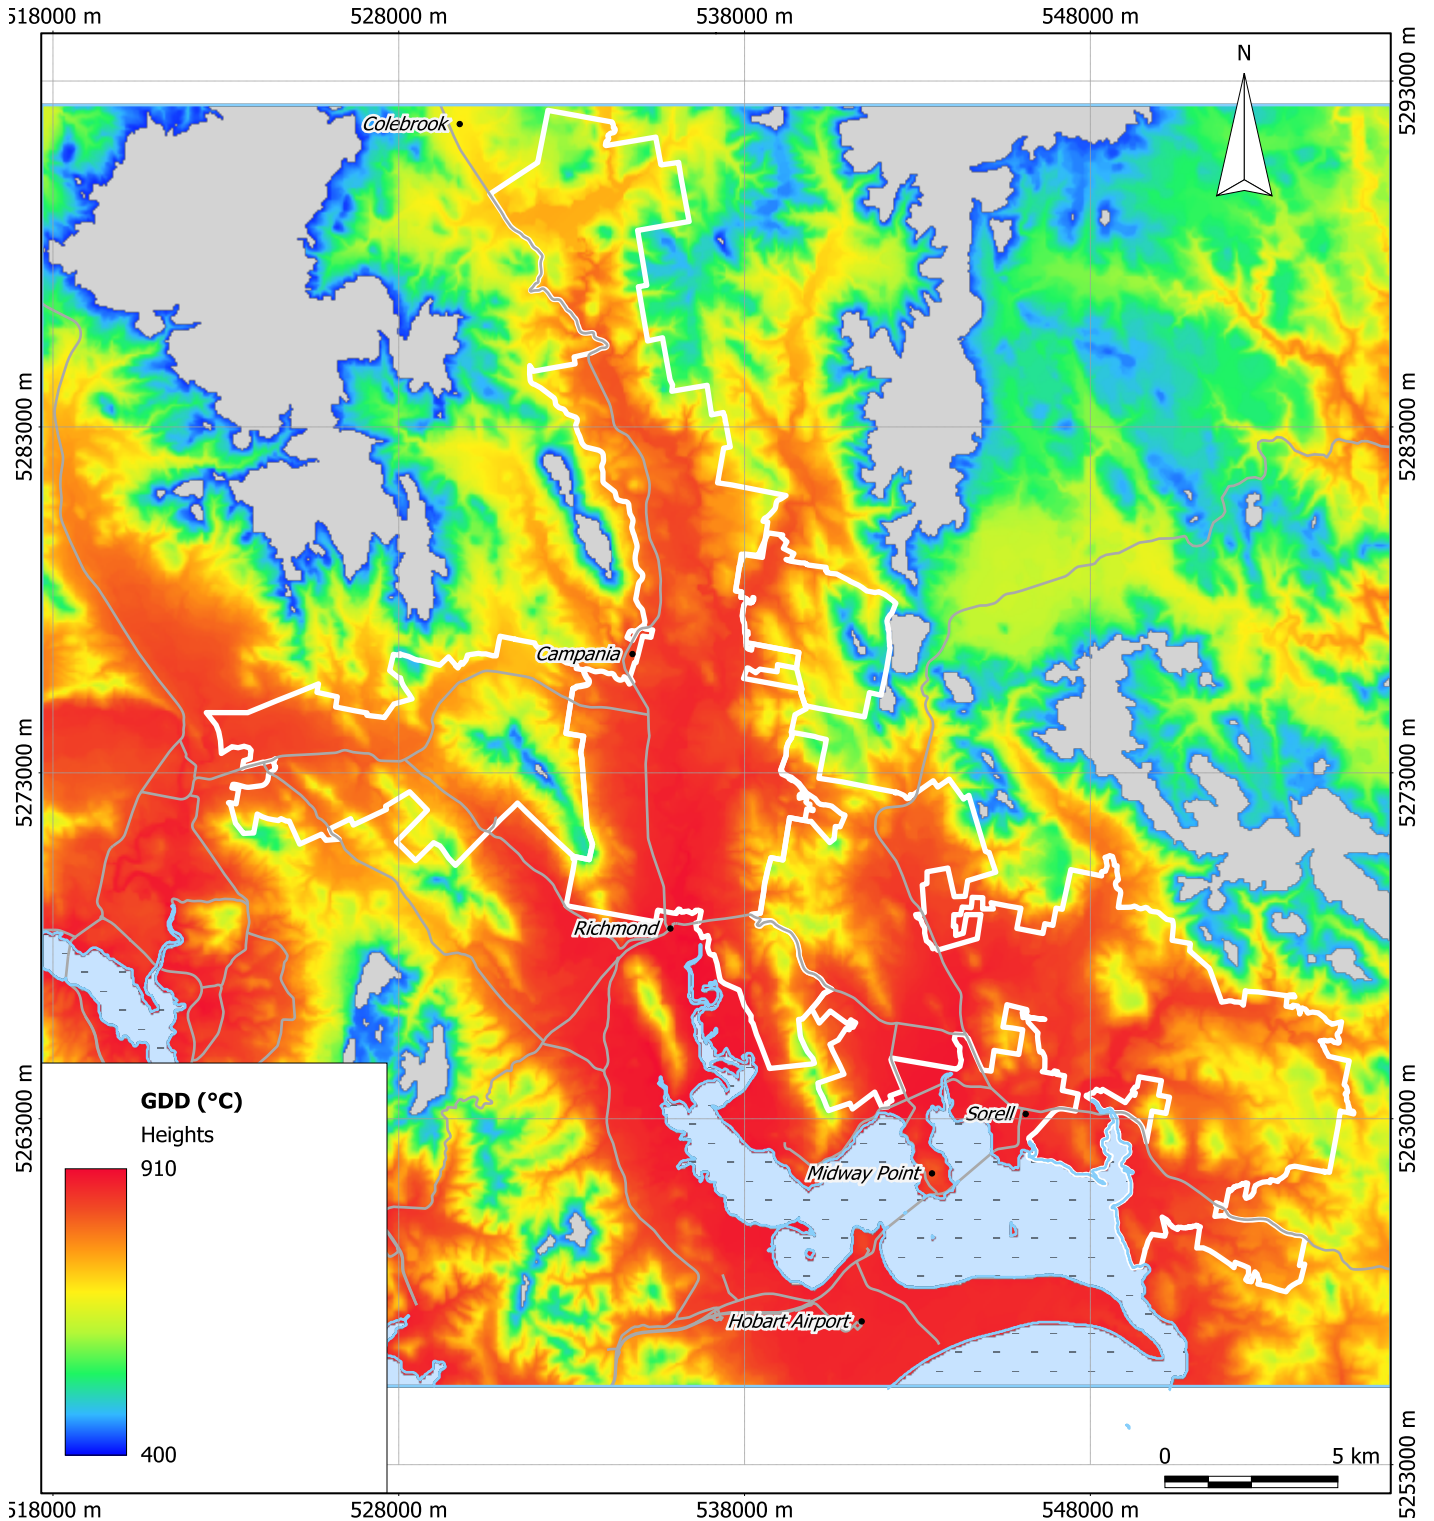 518000 m
528000 m
538000 m
548000 m
N
5293000 m
Colebrook
5283000 m
5283000 m
Campania
5273000 m
5273000 m
Richmond
GDD (°C)
Heights
910
400
5263000 m
5263000 m
Sorell
Midway Point
Hobart Airport
5253000 m
0
5 km
518000 m
528000 m
538000 m
548000 m